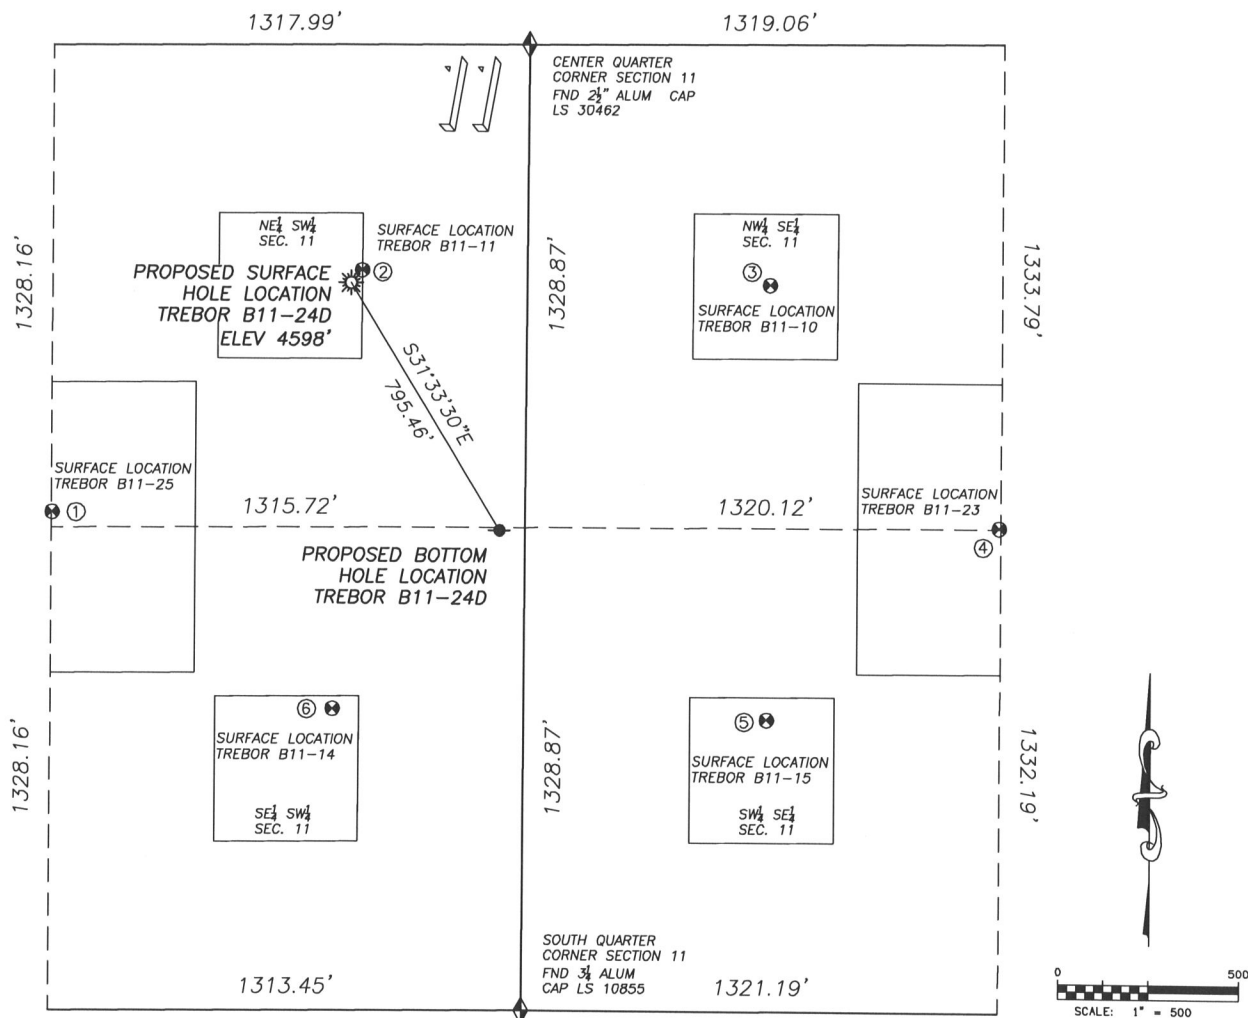 1317.99'
1319.06'
CENTER QUARTER
CORNER SECTION 11
FND 2½" ALUM CAP
LS 30462
NE¼ SW¼
SEC. 11
SURFACE LOCATION
TREBOR B11-11
②
PROPOSED SURFACE
HOLE LOCATION
TREBOR B11-24D
ELEV 4598'
NW¼ SE¼
SEC. 11
③
SURFACE LOCATION
TREBOR B11-10
1328.16'
1328.87'
1333.79'
S31°33'30"E
795.46'
SURFACE LOCATION
TREBOR B11-25
①
1315.72'
1320.12'
SURFACE LOCATION
TREBOR B11-23
④
PROPOSED BOTTOM
HOLE LOCATION
TREBOR B11-24D
⑥
SURFACE LOCATION
TREBOR B11-14
SE¼ SW¼
SEC. 11
⑤
SURFACE LOCATION
TREBOR B11-15
SW¼ SE¼
SEC. 11
1328.16'
1328.87'
1332.19'
SOUTH QUARTER
CORNER SECTION 11
FND 3¼ ALUM
CAP LS 10855
1313.45'
1321.19'
0 500
SCALE: 1" = 500